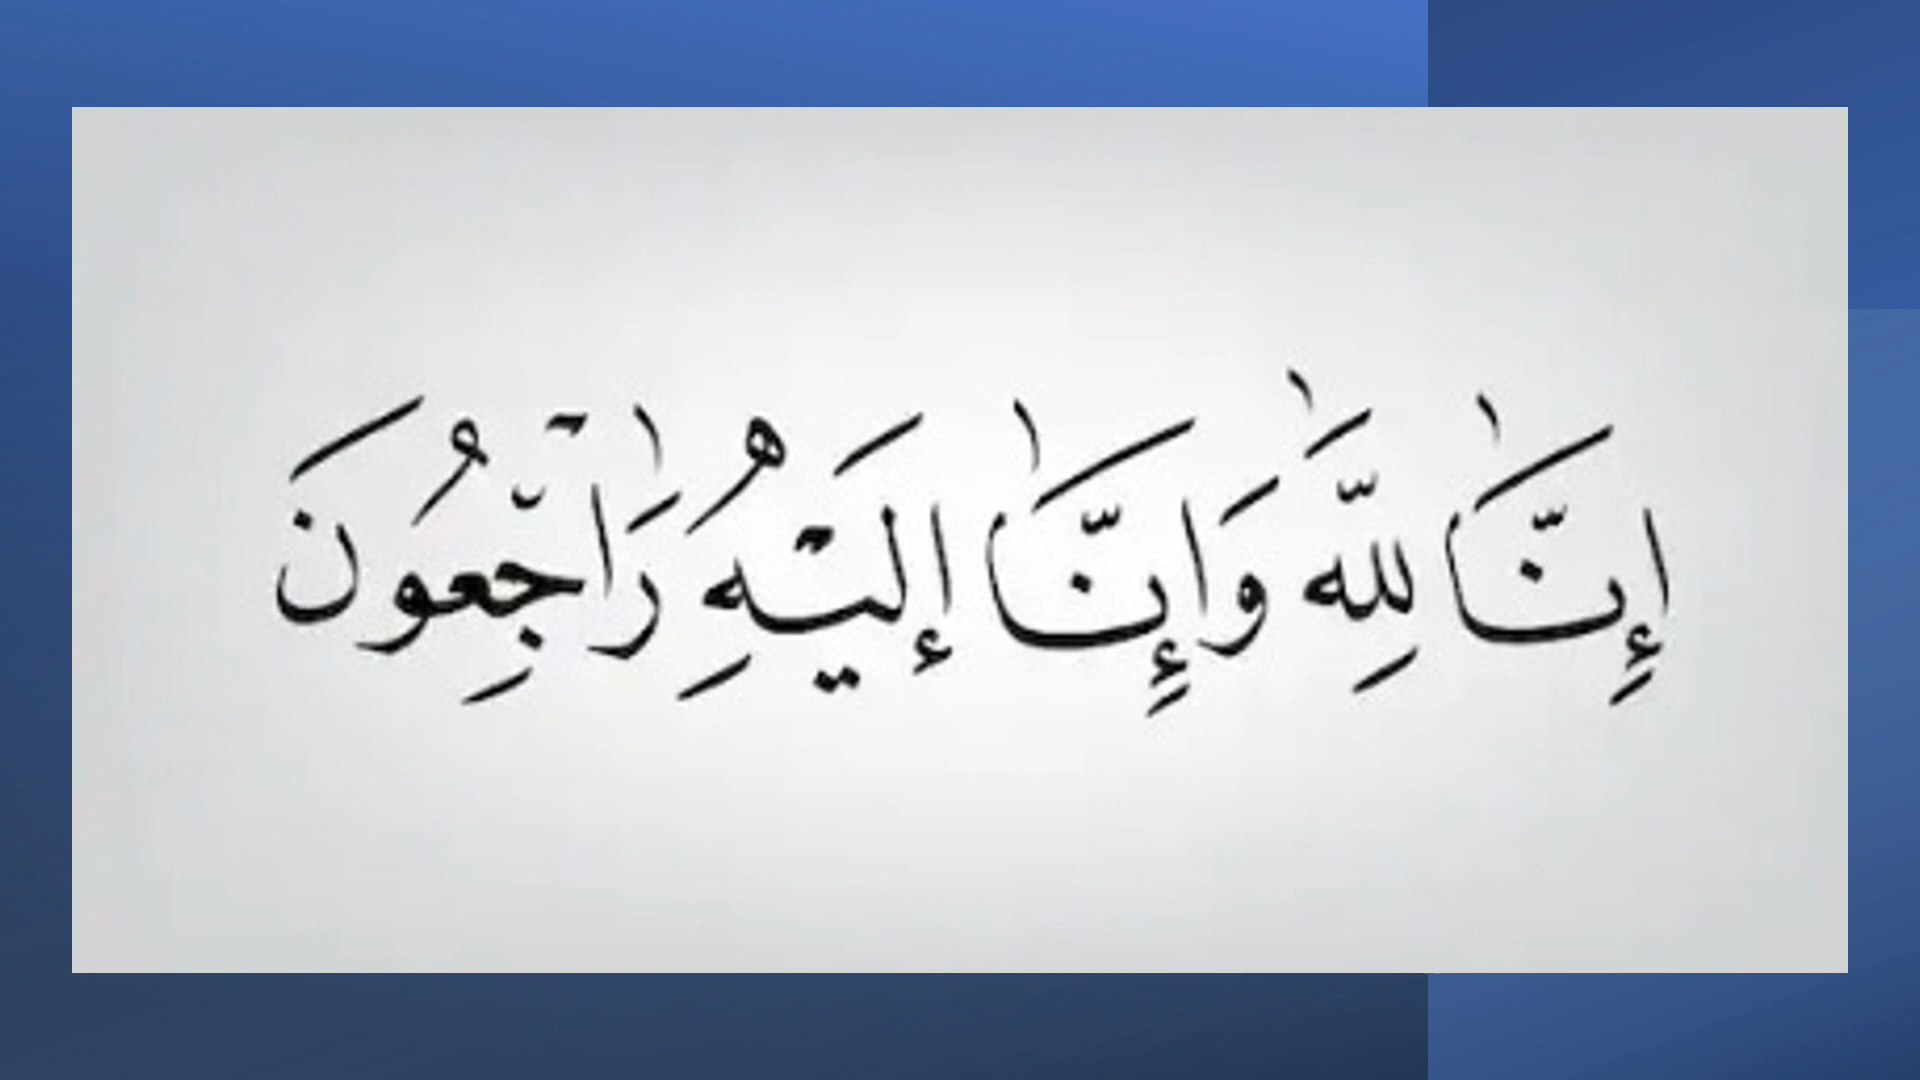 إِنَّا لِلَّهِ وَإِنَّا إِلَيْهِ رَاجِعُونَ